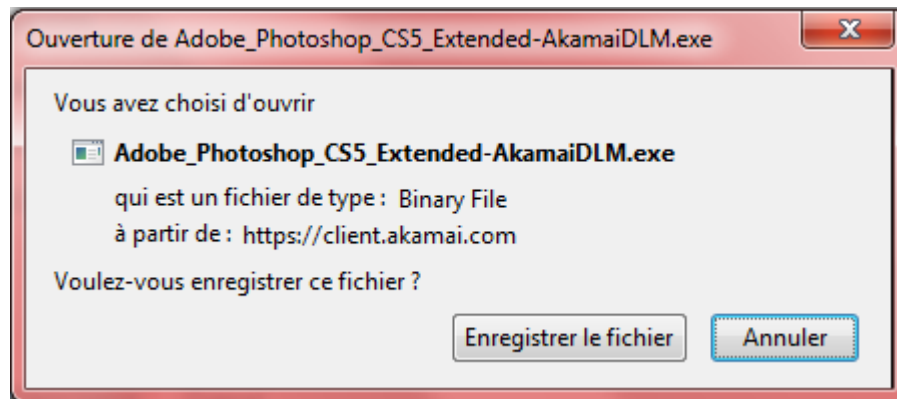 Ouverture de Adobe_Photoshop_CS5_Extended-AkamaiDLM.exe
Vous avez choisi d'ouvrir
Adobe_Photoshop_CS5_Extended-AkamaiDLM.exe
qui est un fichier de type : Binary File
à partir de : https://client.akamai.com
Voulez-vous enregistrer ce fichier ?
Enregistrer le fichier Annuler